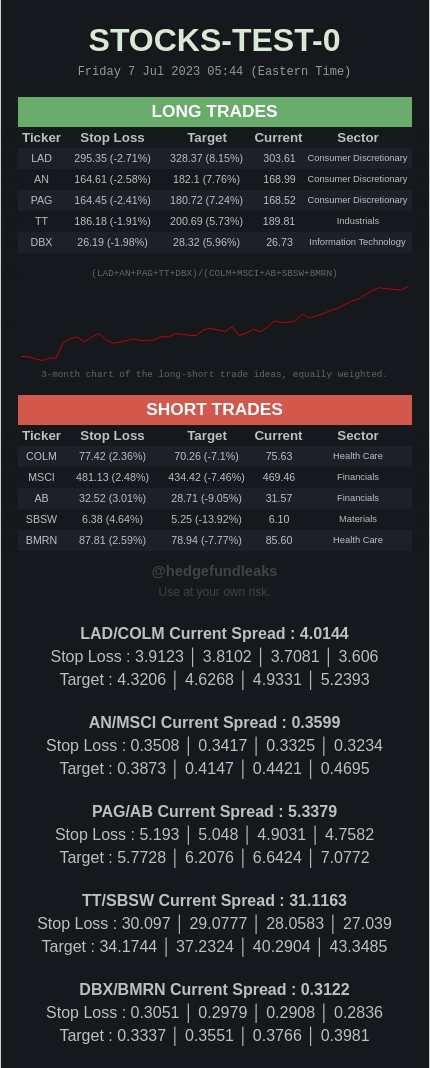 STOCKS-TEST-0
Friday 7 Jul 2023 05:44 (Eastern Time)
LONG TRADES
Ticker Stop Loss Target Current Sector
LAD 295.35 (-2.71%) 328.37 (8.15%) 303.61 Consumer Discretionary
AN 164.61 (-2.58%) 182.1 (7.76%) 168.99 Consumer Discretionary
PAG 164.45 (-2.41%) 180.72 (7.24%) 168.52 Consumer Discretionary
TT 186.18 (-1.91%) 200.69 (5.73%) 189.81 Industrials
DBX 26.19 (-1.98%) 28.32 (5.96%) 26.73 Information Technology
(LAD+AN+PAG+TT+DBX)/(COLM+MSCI+AB+SBSW+BMRN)
3-month chart of the long-short trade ideas, equally weighted.
SHORT TRADES
Ticker Stop Loss Target Current Sector
COLM 77.42 (2.36%) 70.26 (-7.1%) 75.63 Health Care
MSCI 481.13 (2.48%) 434.42 (-7.46%) 469.46 Financials
AB 32.52 (3.01%) 28.71 (-9.05%) 31.57 Financials
SBSW 6.38 (4.64%) 5.25 (-13.92%) 6.10 Materials
BMRN 87.81 (2.59%) 78.94 (-7.77%) 85.60 Health Care
@hedgefundleaks
Use at your own risk.
LAD/COLM Current Spread : 4.0144
Stop Loss : 3.9123 │ 3.8102 │ 3.7081 │ 3.606
Target : 4.3206 │ 4.6268 │ 4.9331 │ 5.2393
AN/MSCI Current Spread : 0.3599
Stop Loss : 0.3508 │ 0.3417 │ 0.3325 │ 0.3234
Target : 0.3873 │ 0.4147 │ 0.4421 │ 0.4695
PAG/AB Current Spread : 5.3379
Stop Loss : 5.193 │ 5.048 │ 4.9031 │ 4.7582
Target : 5.7728 │ 6.2076 │ 6.6424 │ 7.0772
TT/SBSW Current Spread : 31.1163
Stop Loss : 30.097 │ 29.0777 │ 28.0583 │ 27.039
Target : 34.1744 │ 37.2324 │ 40.2904 │ 43.3485
DBX/BMRN Current Spread : 0.3122
Stop Loss : 0.3051 │ 0.2979 │ 0.2908 │ 0.2836
Target : 0.3337 │ 0.3551 │ 0.3766 │ 0.3981